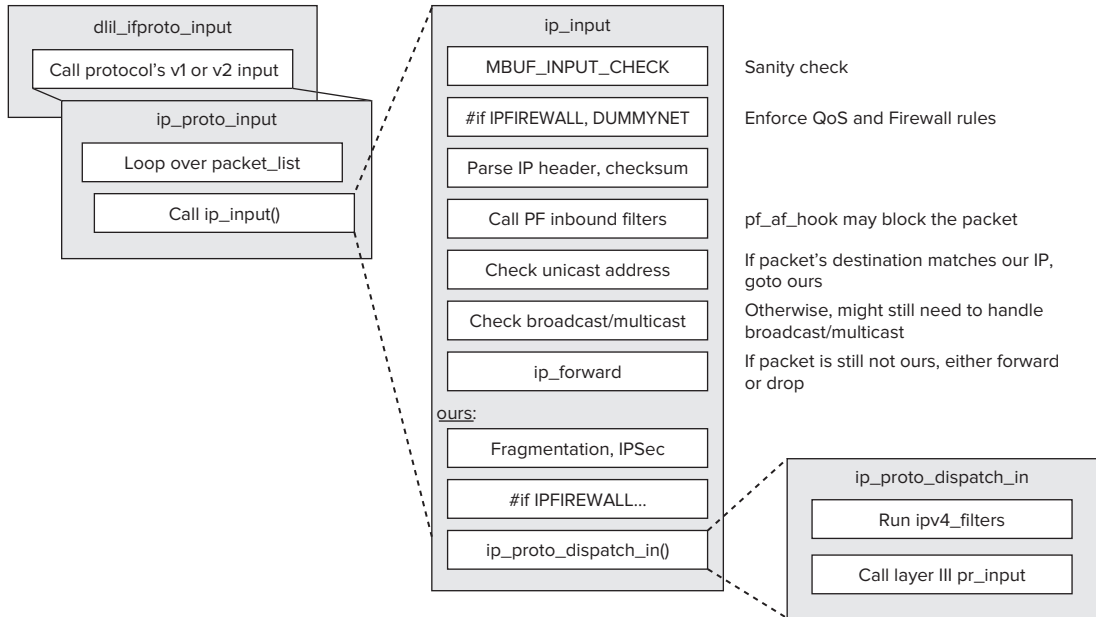 dlil_ifproto_input
Call protocol's v1 or v2 input
ip_proto_input
Loop over packet_list
Call ip_input()
ip_input
MBUF_INPUT_CHECK
Sanity check
#if IPFIREWALL, DUMMYNET
Enforce QoS and Firewall rules
Parse IP header, checksum
Call PF inbound filters
pf_af_hook may block the packet
Check unicast address
If packet's destination matches our IP,
goto ours
Check broadcast/multicast
Otherwise, might still need to handle
broadcast/multicast
ip_forward
If packet is still not ours, either forward
or drop
ours:
Fragmentation, IPSec
#if IPFIREWALL...
ip_proto_dispatch_in()
ip_proto_dispatch_in
Run ipv4_filters
Call layer III pr_input